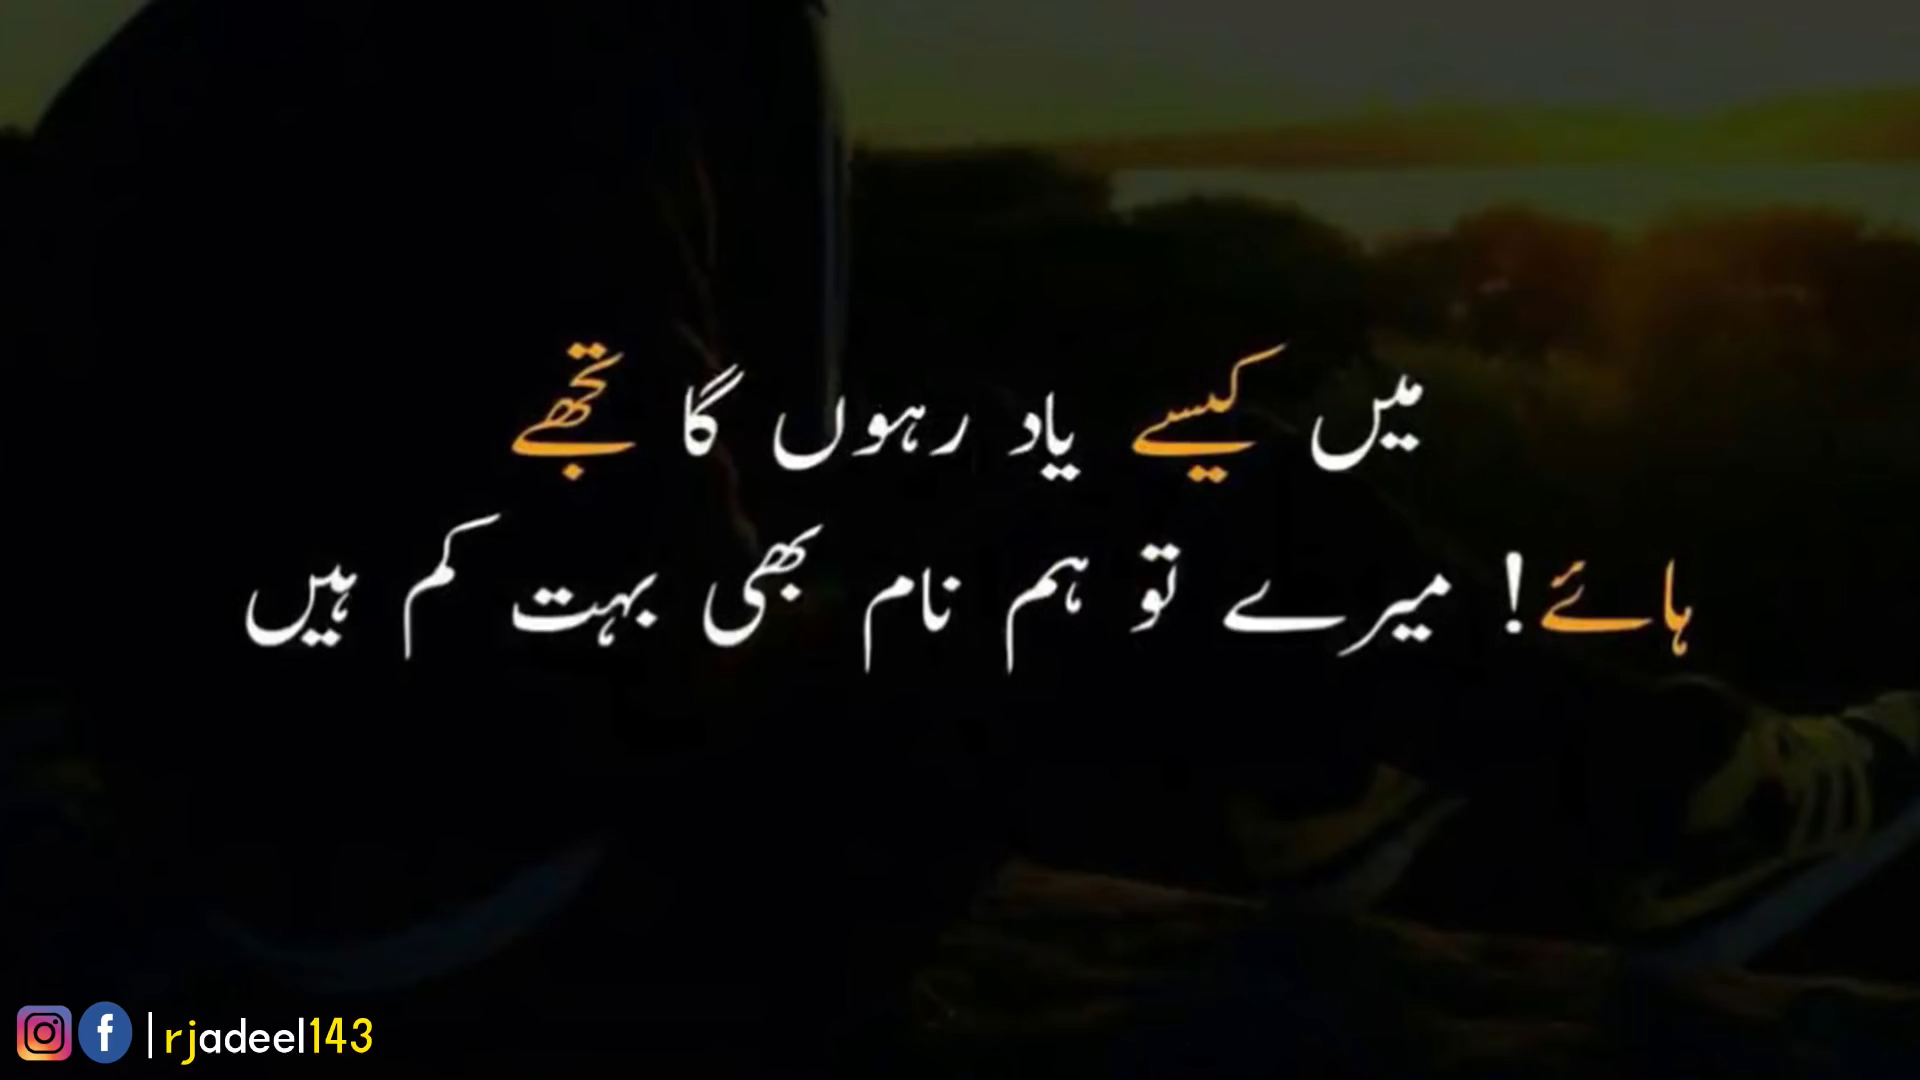 میں کیسے یاد رہوں گا تجھے
ہائے! میرے تو ہم نام بھی بہت کم ہیں
rjadeel143